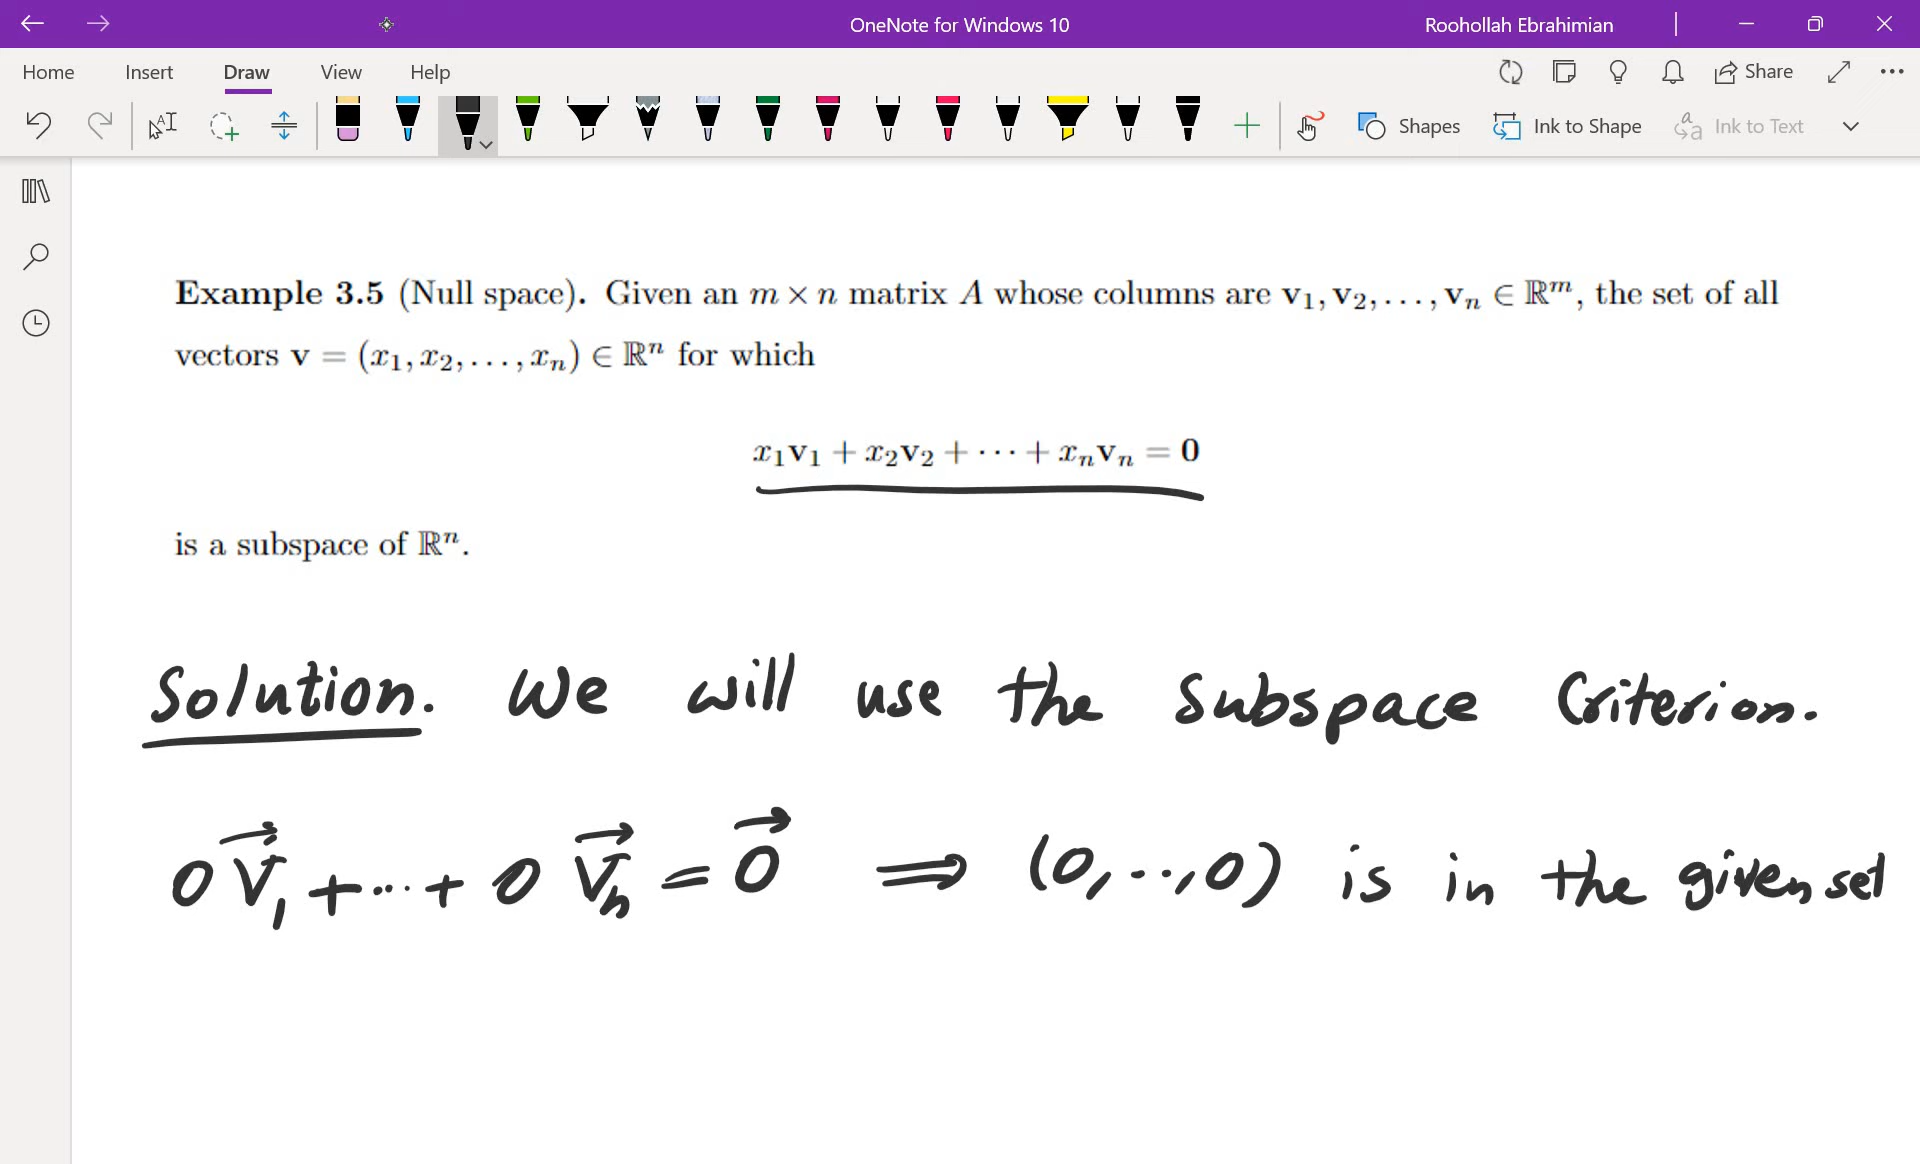 OneNote for Windows 10
Roohollah Ebrahimian
Home Insert Draw View Help
Share
Shapes Ink to Shape Ink to Text
Example 3.5 (Null space). Given an m × n matrix A whose columns are v₁, v₂, . . . , vₙ ∈ ℝᵐ, the set of all
vectors v = (x₁, x₂, . . . , xₙ) ∈ ℝⁿ for which
x₁v₁ + x₂v₂ + · · · + xₙvₙ = 0
is a subspace of ℝⁿ.
Solution. We will use the Subspace Criterion.
0 v⃗₁ + ··· + 0 v⃗ₙ = 0⃗ ⟹ (0, ..., 0) is in the given set